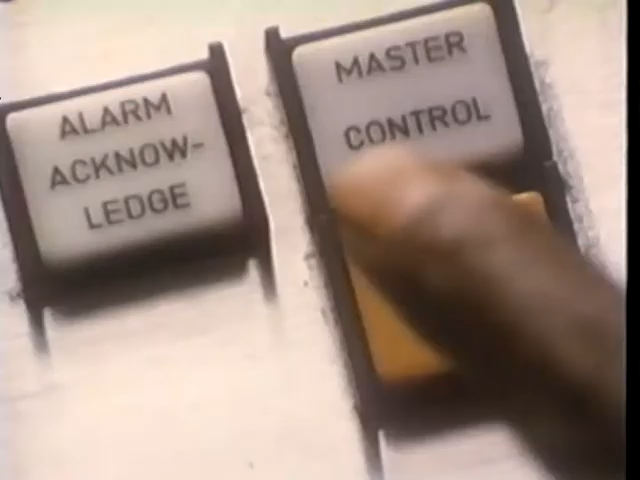 ALARM
ACKNOW-
LEDGE
MASTER
CONTROL